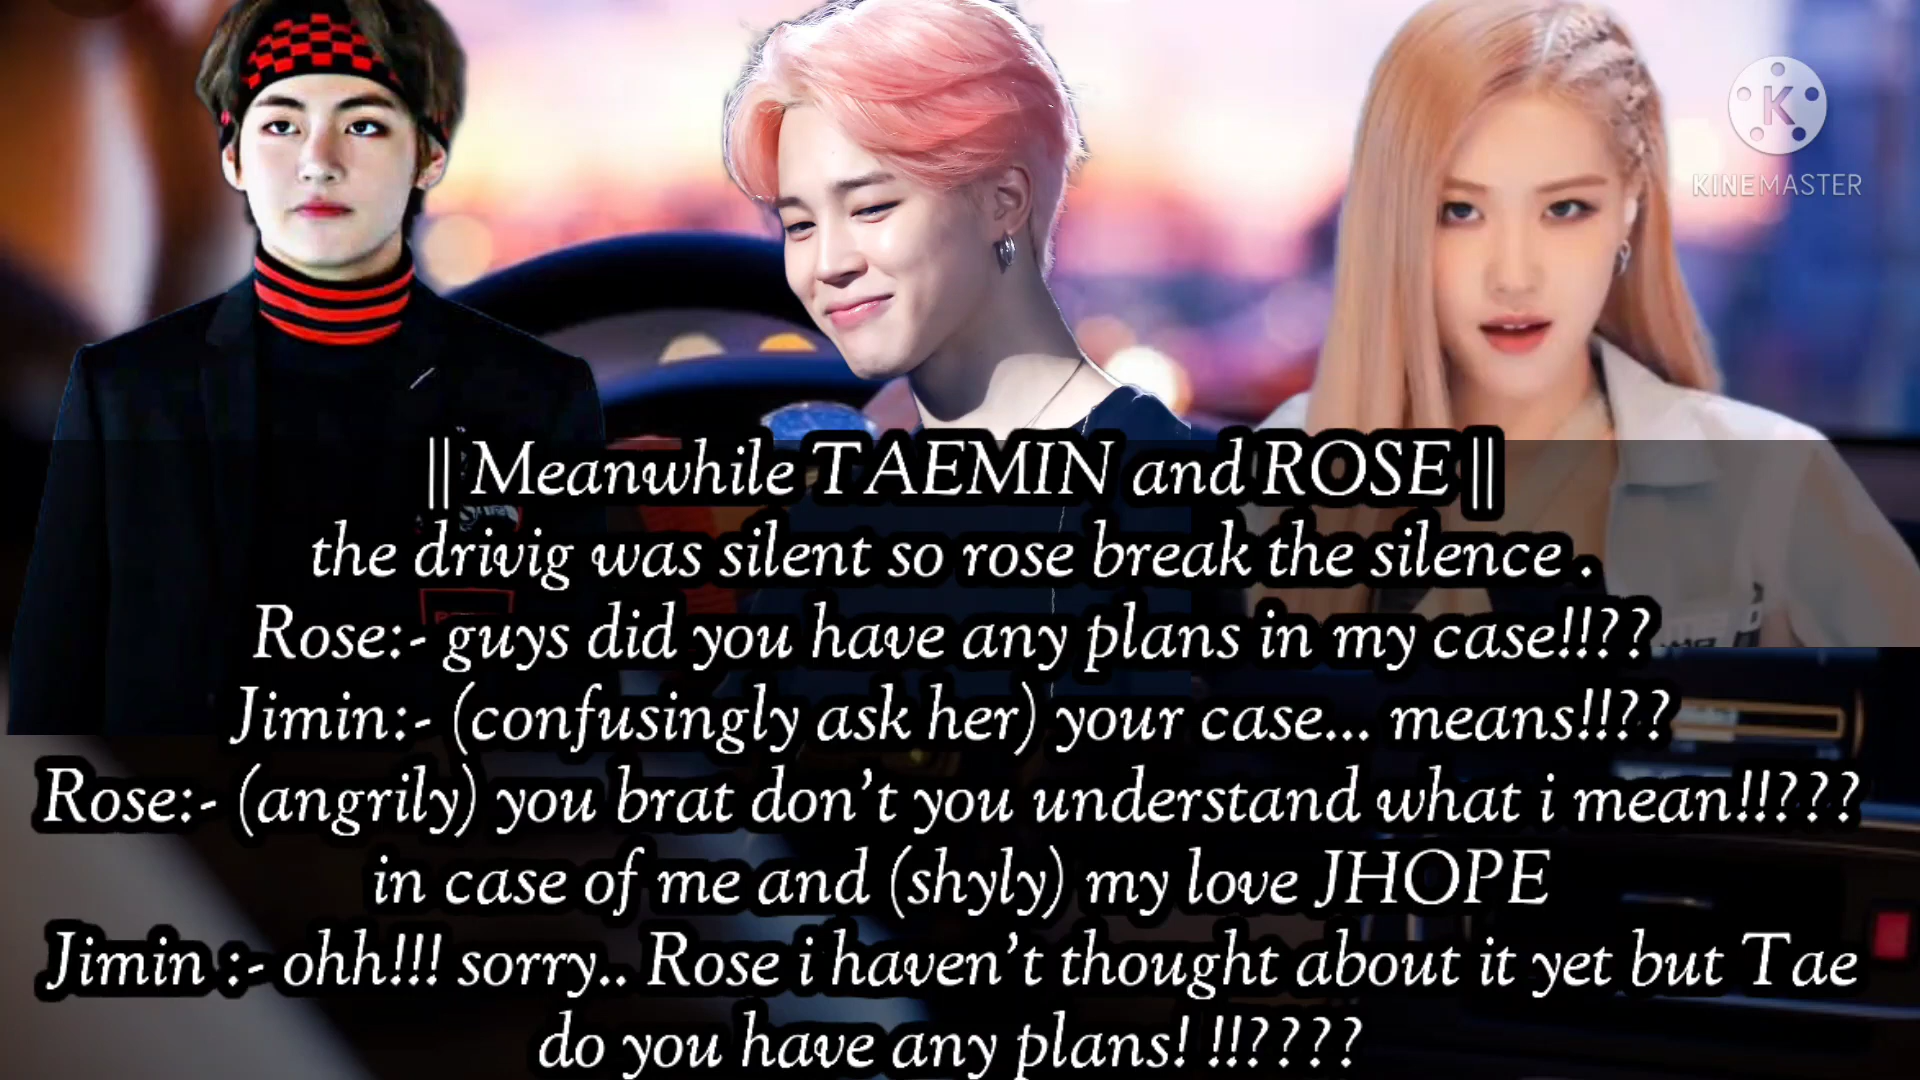 KINEMASTER
|| Meanwhile TAEMIN and ROSE ||
the drivig was silent so rose break the silence .
Rose:- guys did you have any plans in my case!!??
Jimin:- (confusingly ask her) your case... means!!??
Rose:- (angrily) you brat don't you understand what i mean!!???
in case of me and (shyly) my love JHOPE
Jimin :- ohh!!! sorry.. Rose i haven't thought about it yet but Tae
do you have any plans! !!????